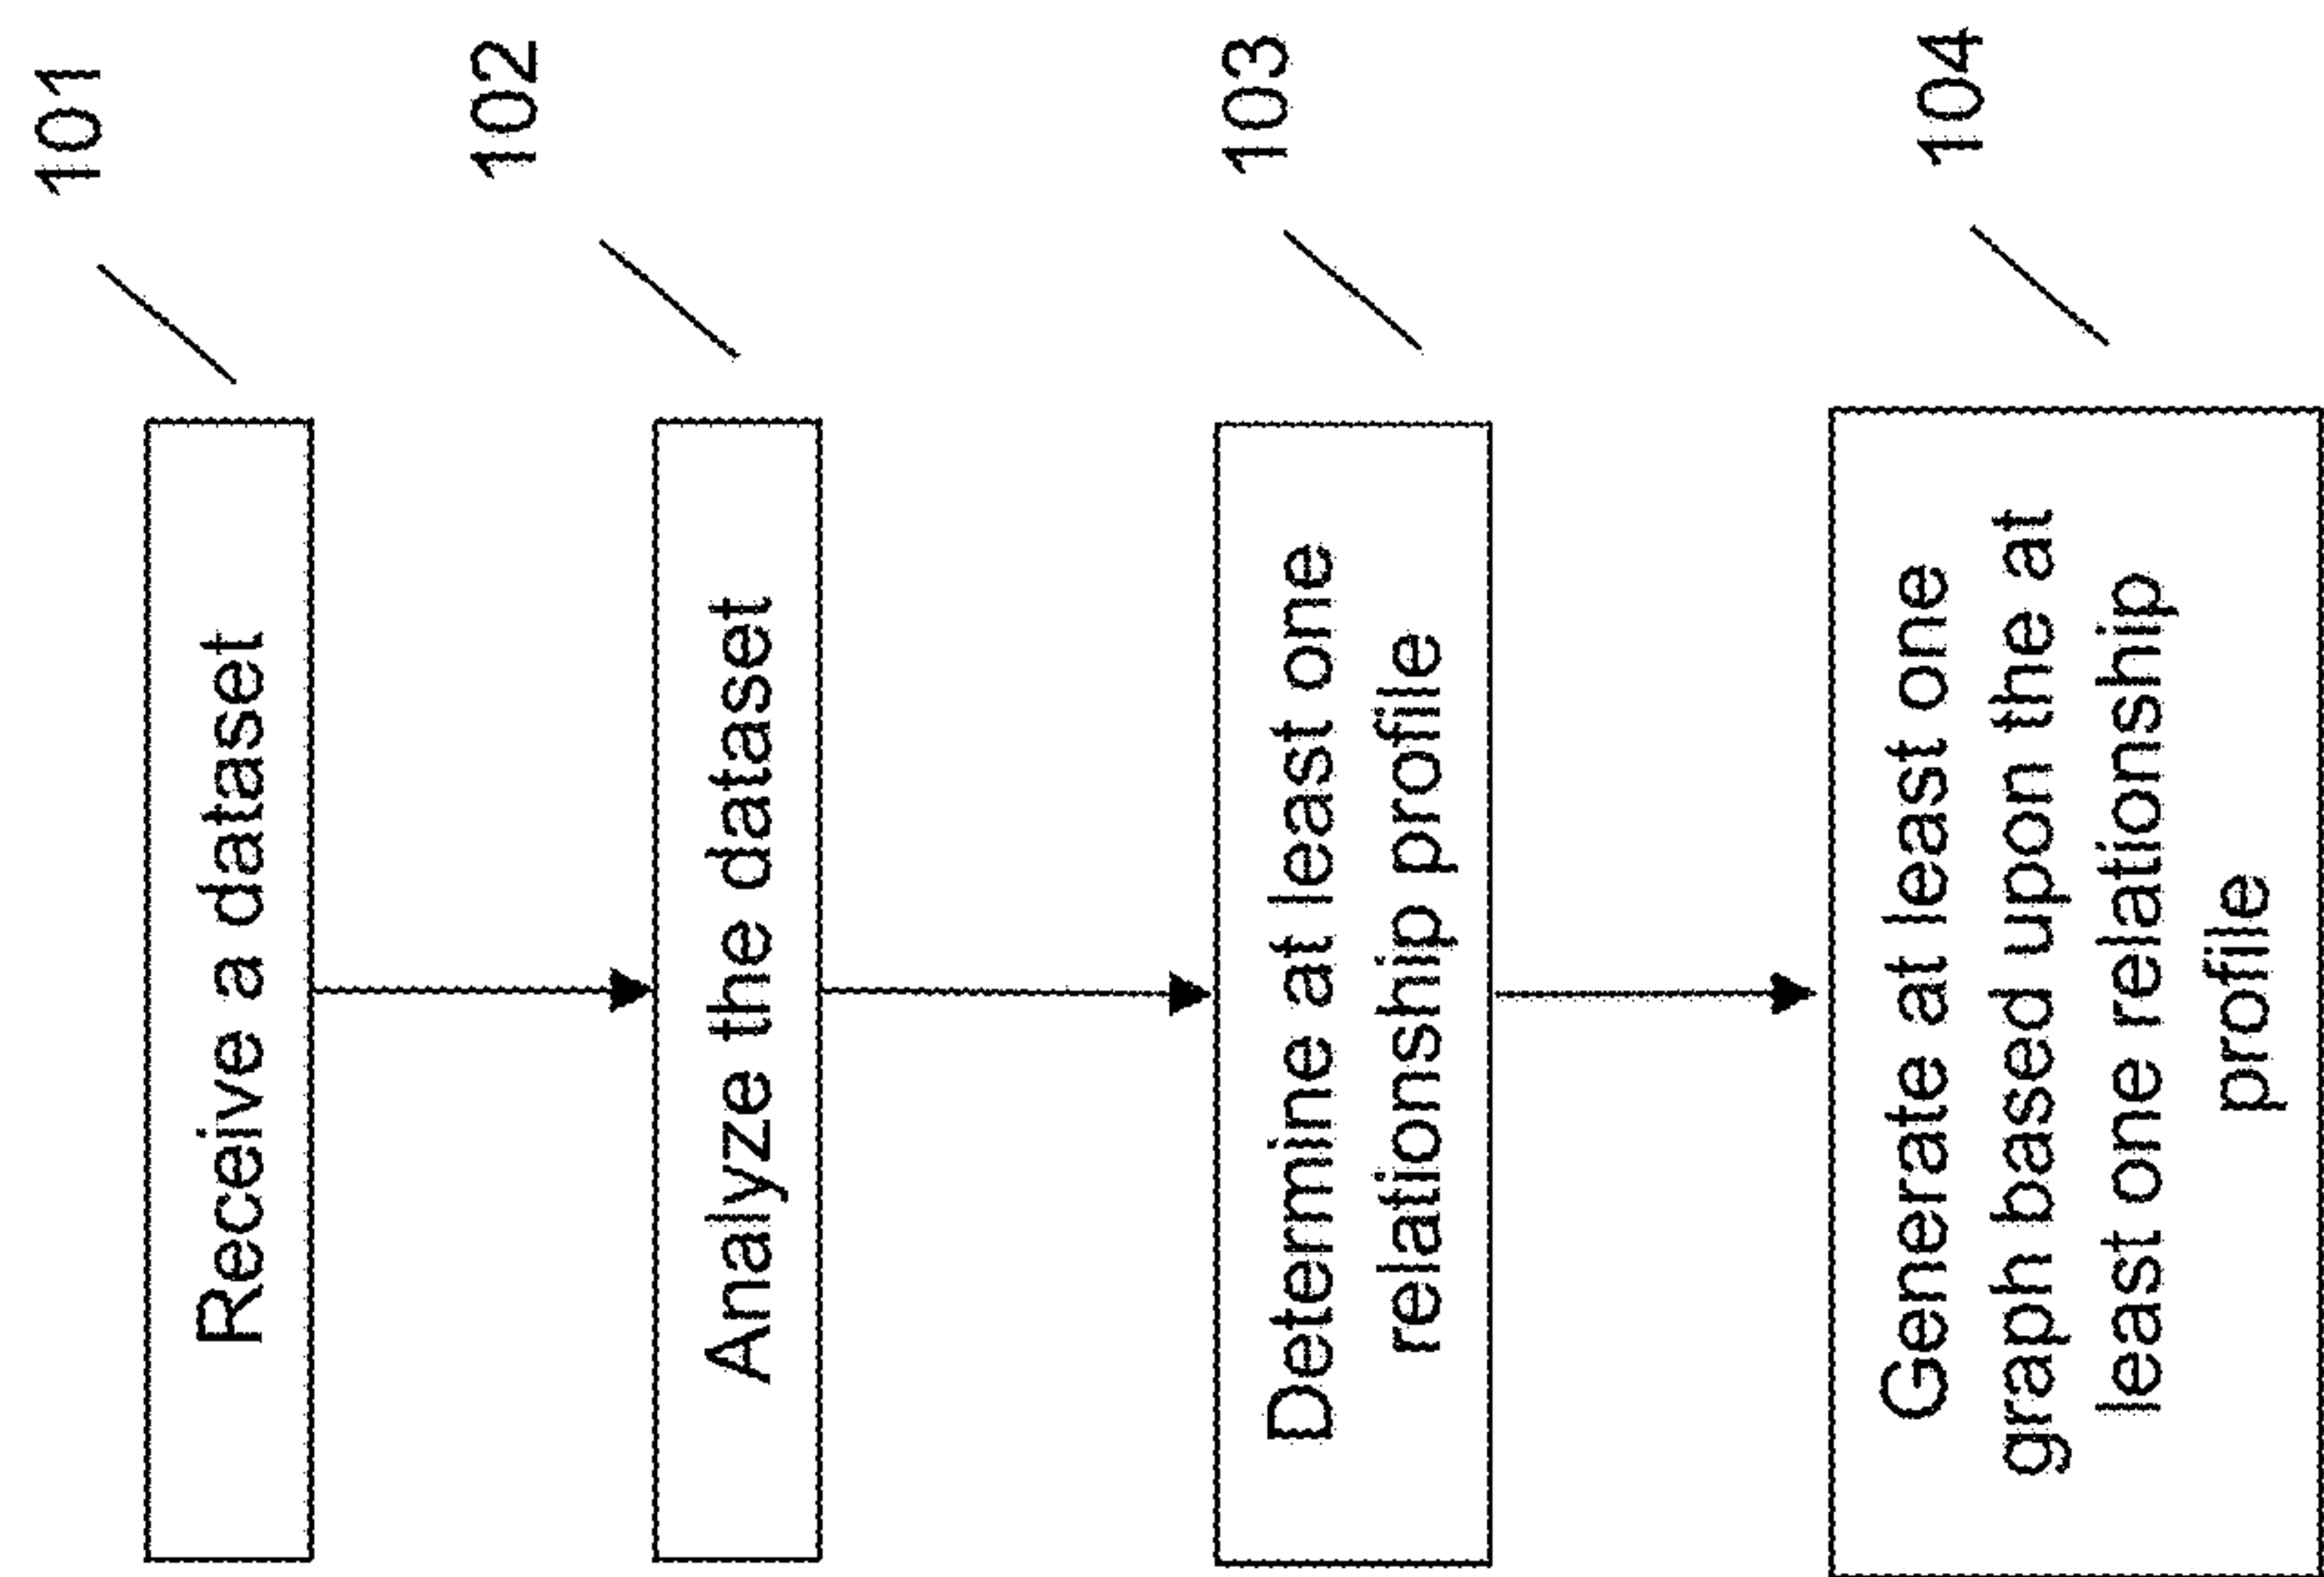 Receive a dataset
101
Analyze the dataset
102
Determine at least one
relationship profile
103
Generate at least one
graph based upon the at
least one relationship
profile
104